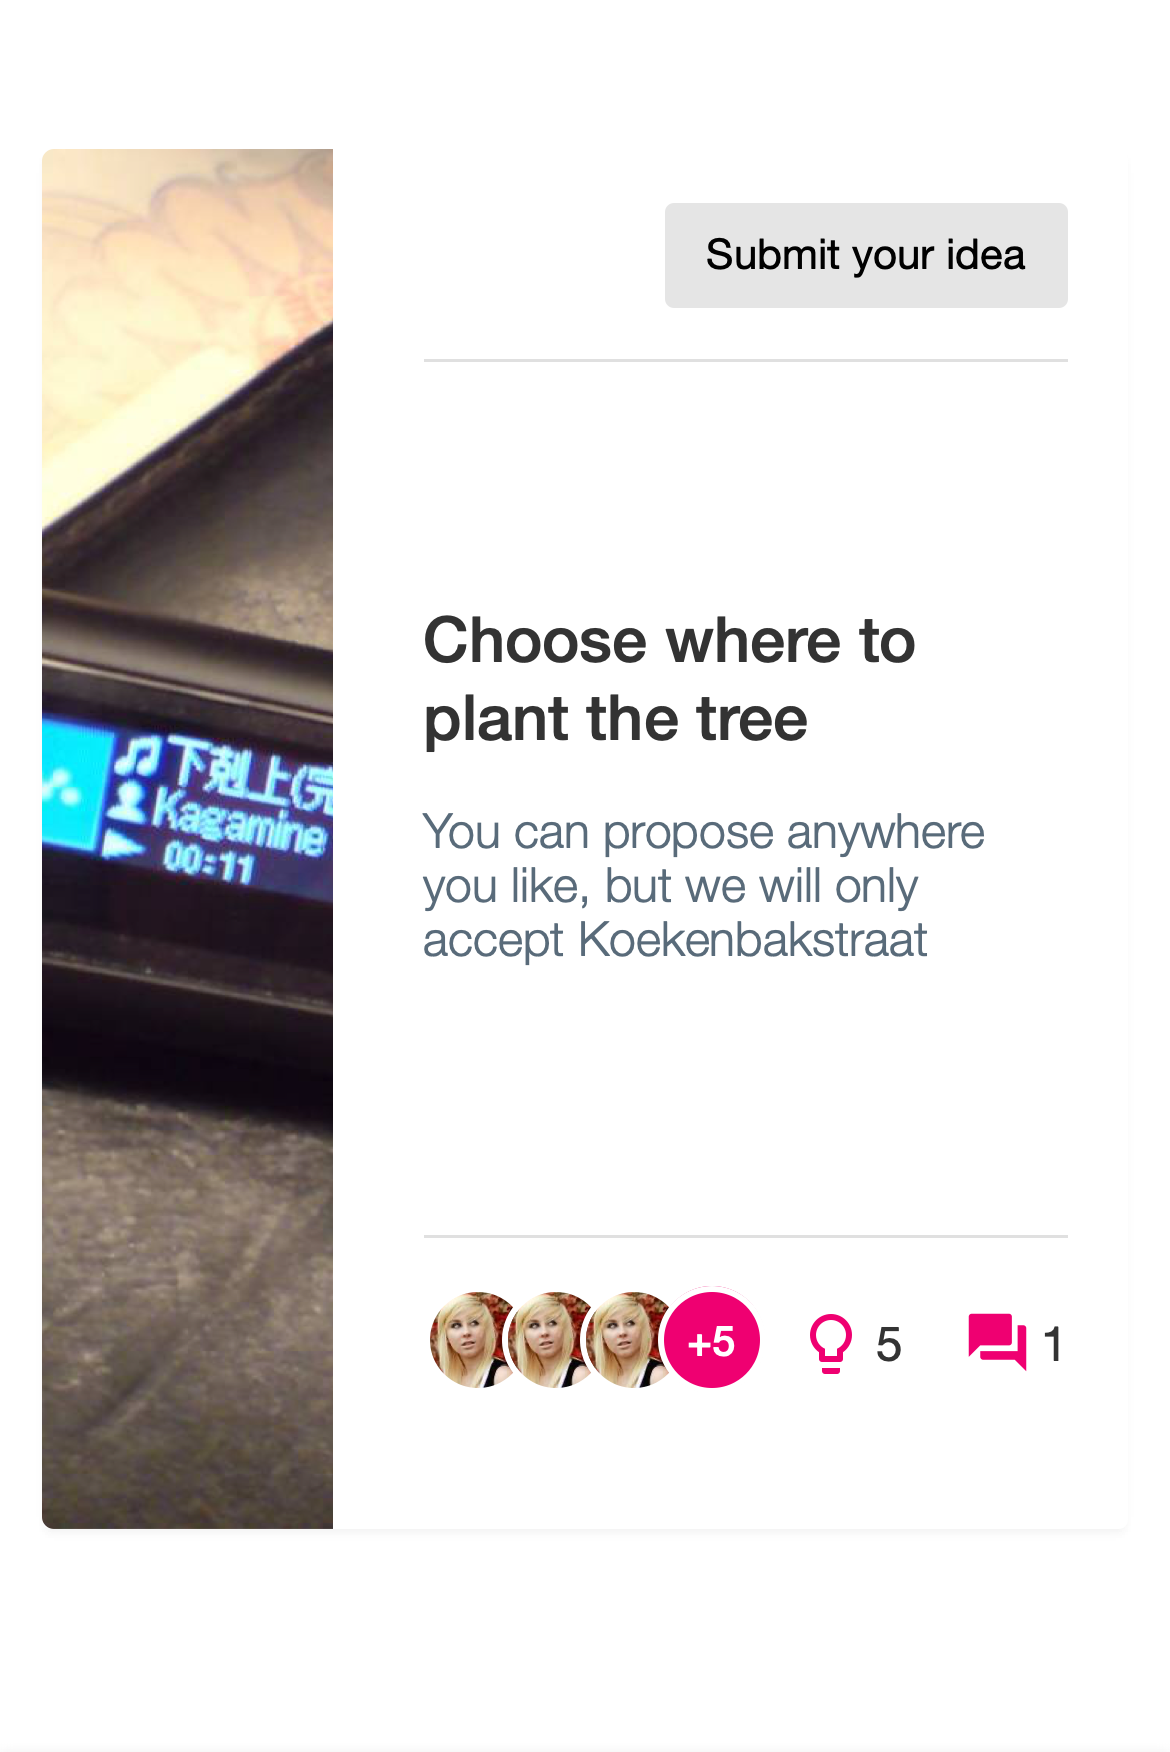 Submit your idea
Choose where to
plant the tree
You can propose anywhere
you like, but we will only
accept Koekenbakstraat
下剋上(完
Kagamine
00:11
+5
5
1